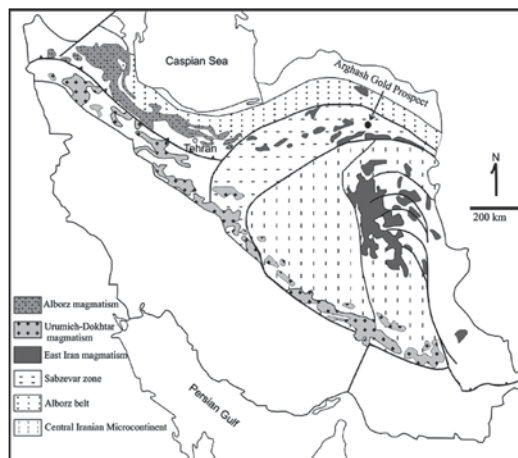 Caspian Sea
Arghash Gold Prospect
Tehran
N
200 km
Alborz magmatism
Urumieh-Dokhtar
magmatism
East Iran magmatism
Sabzevar zone
Alborz belt
Central Iranian Microcontinent
Persian Gulf